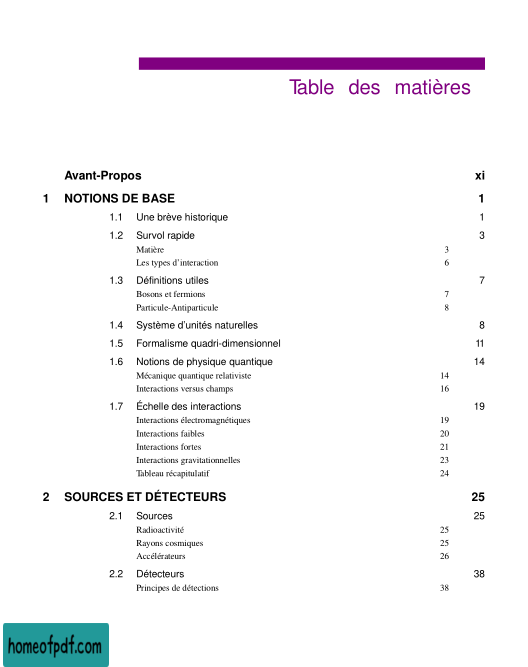 Table des matières
Avant-Propos xi
1 NOTIONS DE BASE 1
1.1 Une brève historique 1
1.2 Survol rapide 3
Matière 3
Les types d'interaction 6
1.3 Définitions utiles 7
Bosons et fermions 7
Particule-Antiparticule 8
1.4 Système d'unités naturelles 8
1.5 Formalisme quadri-dimensionnel 11
1.6 Notions de physique quantique 14
Mécanique quantique relativiste 14
Interactions versus champs 16
1.7 Échelle des interactions 19
Interactions électromagnétiques 19
Interactions faibles 20
Interactions fortes 21
Interactions gravitationnelles 23
Tableau récapitulatif 24
2 SOURCES ET DÉTECTEURS 25
2.1 Sources 25
Radioactivité 25
Rayons cosmiques 25
Accélérateurs 26
2.2 Détecteurs 38
Principes de détections 38
homeofpdf.com